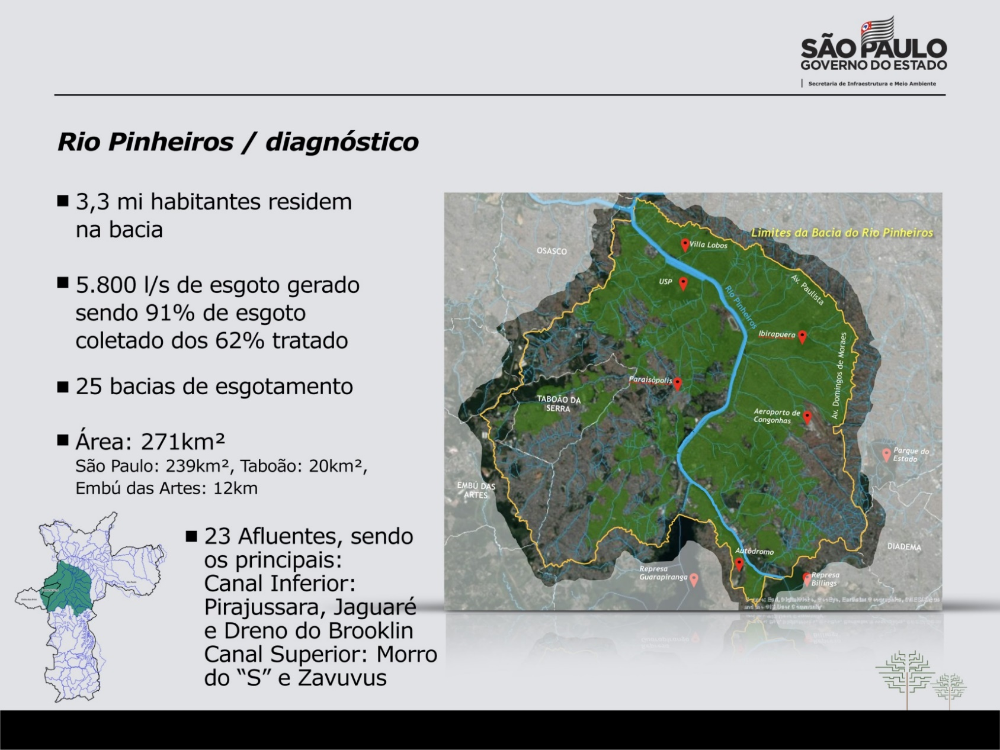 SÃO PAULO
GOVERNO DO ESTADO
Secretaria de Infraestrutura e Meio Ambiente
Rio Pinheiros / diagnóstico
■ 3,3 mi habitantes residem
na bacia
■ 5.800 l/s de esgoto gerado
sendo 91% de esgoto
coletado dos 62% tratado
■ 25 bacias de esgotamento
■ Área: 271km²
São Paulo: 239km², Taboão: 20km²,
Embú das Artes: 12km
■ 23 Afluentes, sendo
os principais:
Canal Inferior:
Pirajussara, Jaguaré
e Dreno do Brooklin
Canal Superior: Morro
do “S” e Zavuvus
Limites da Bacia do Rio Pinheiros
OSASCO
Villa Lobos
USP
Rio Pinheiros
Av. Paulista
Ibirapuera
Av. Domingos de Moraes
Paraisópolis
TABOÃO DA
SERRA
Aeroporto de
Congonhas
Parque do
Estado
EMBÚ DAS
ARTES
DIADEMA
Autódromo
Represa
Guarapiranga
Represa
Billings
and the GIS User Community